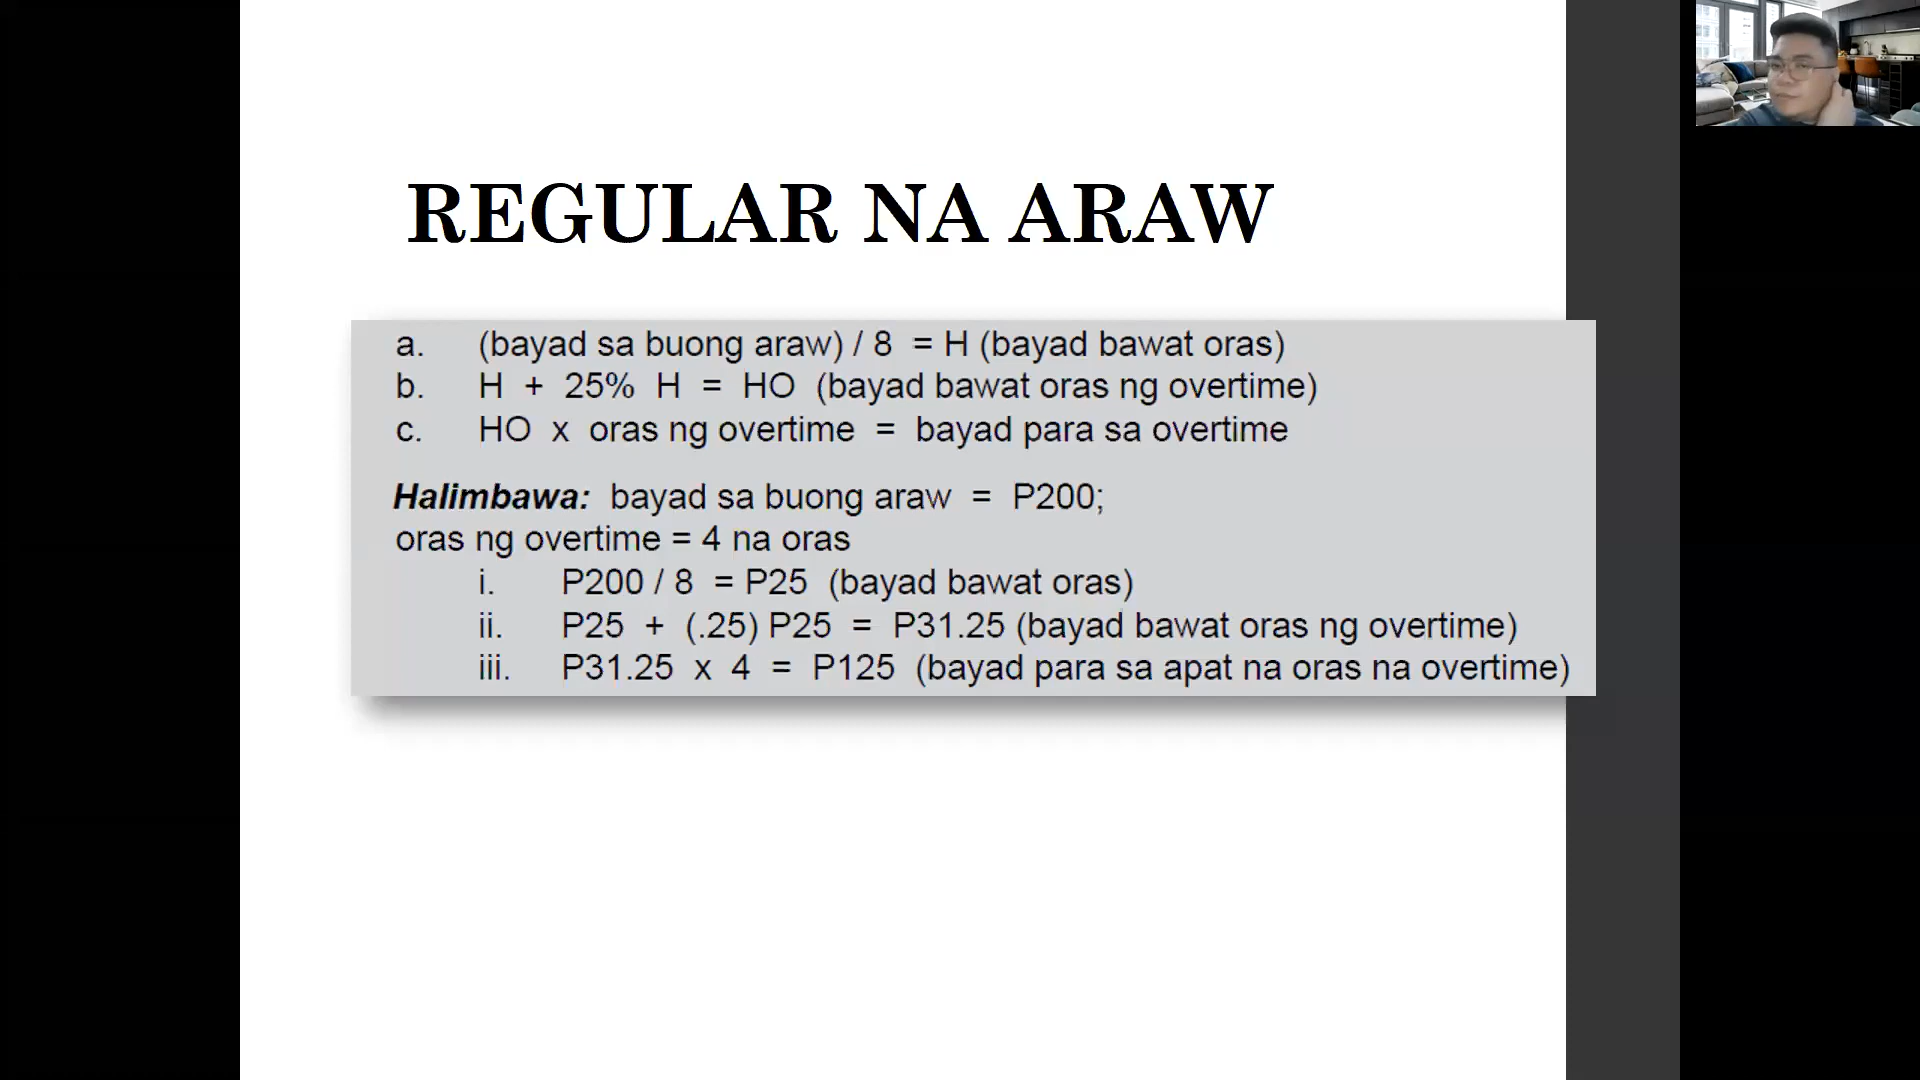 REGULAR NA ARAW
a. (bayad sa buong araw) / 8 = H (bayad bawat oras)
b. H + 25% H = HO (bayad bawat oras ng overtime)
c. HO x oras ng overtime = bayad para sa overtime
Halimbawa: bayad sa buong araw = P200;
oras ng overtime = 4 na oras
i. P200 / 8 = P25 (bayad bawat oras)
ii. P25 + (.25) P25 = P31.25 (bayad bawat oras ng overtime)
iii. P31.25 x 4 = P125 (bayad para sa apat na oras na overtime)